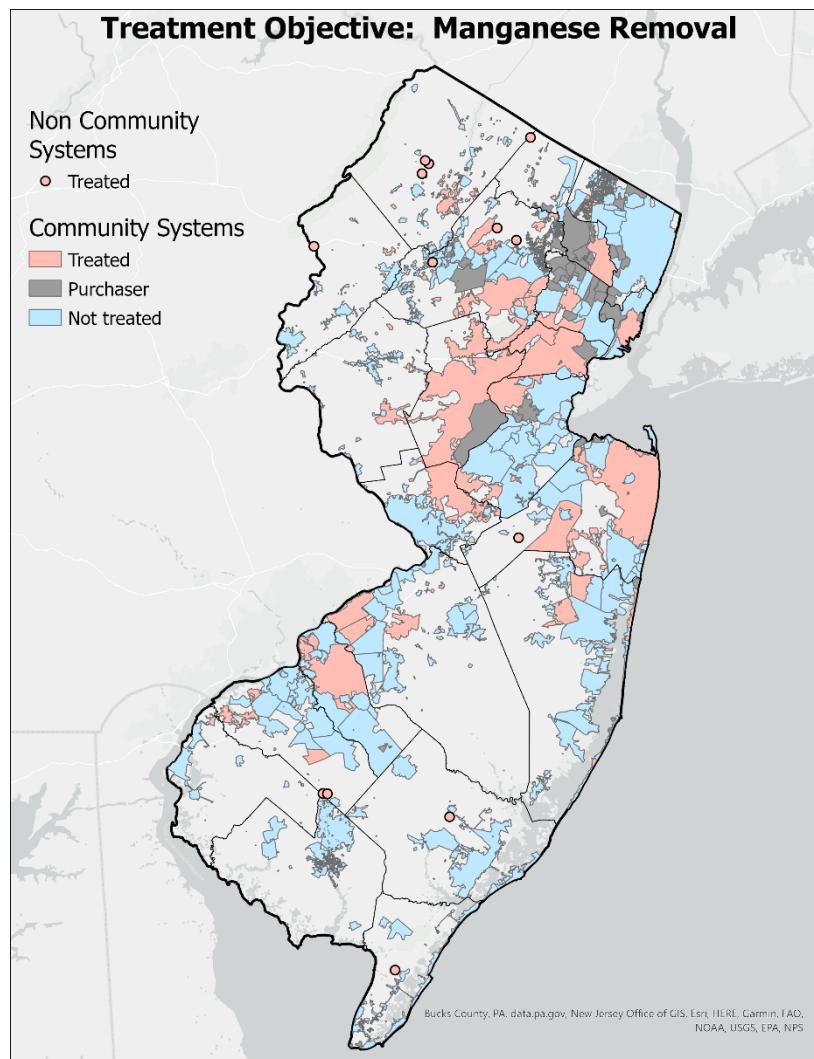 Treatment Objective: Manganese Removal
Non Community
Systems
Treated
Community Systems
Treated
Purchaser
Not treated
Bucks County, PA, data.pa.gov, New Jersey Office of GIS, Esri, HERE, Garmin, FAO,
NOAA, USGS, EPA, NPS